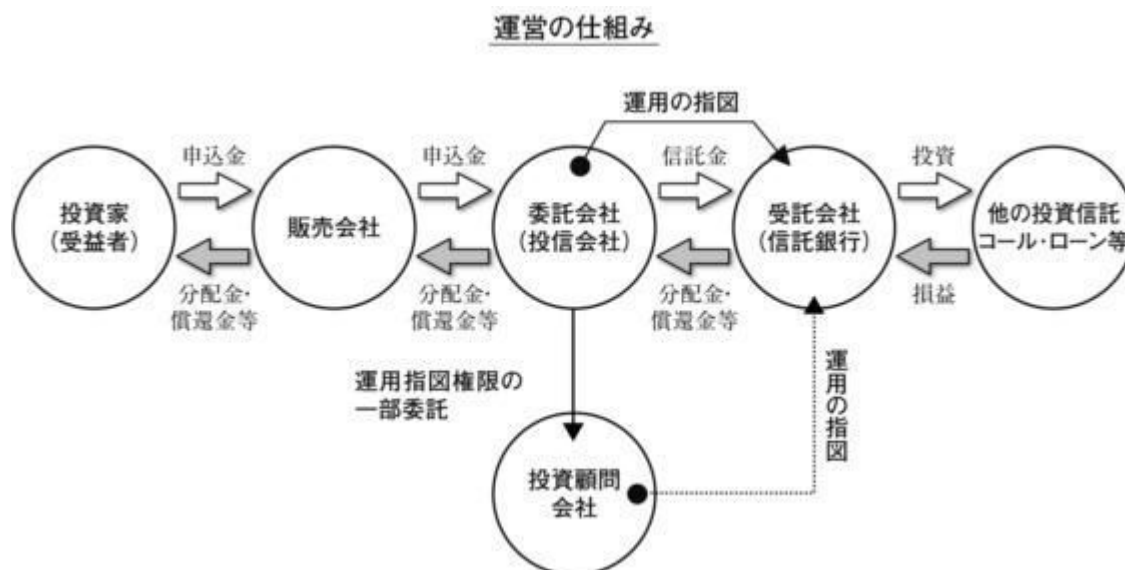 運営の仕組み
運用の指図
申込金
申込金
信託金
投資
投資家
(受益者)
販売会社
委託会社
(投信会社)
受託会社
(信託銀行)
他の投資信託
コール・ローン等
分配金・
償還金等
分配金・
償還金等
分配金・
償還金等
損益
運用指図権限の
一部委託
運用の指図
投資顧問
会社